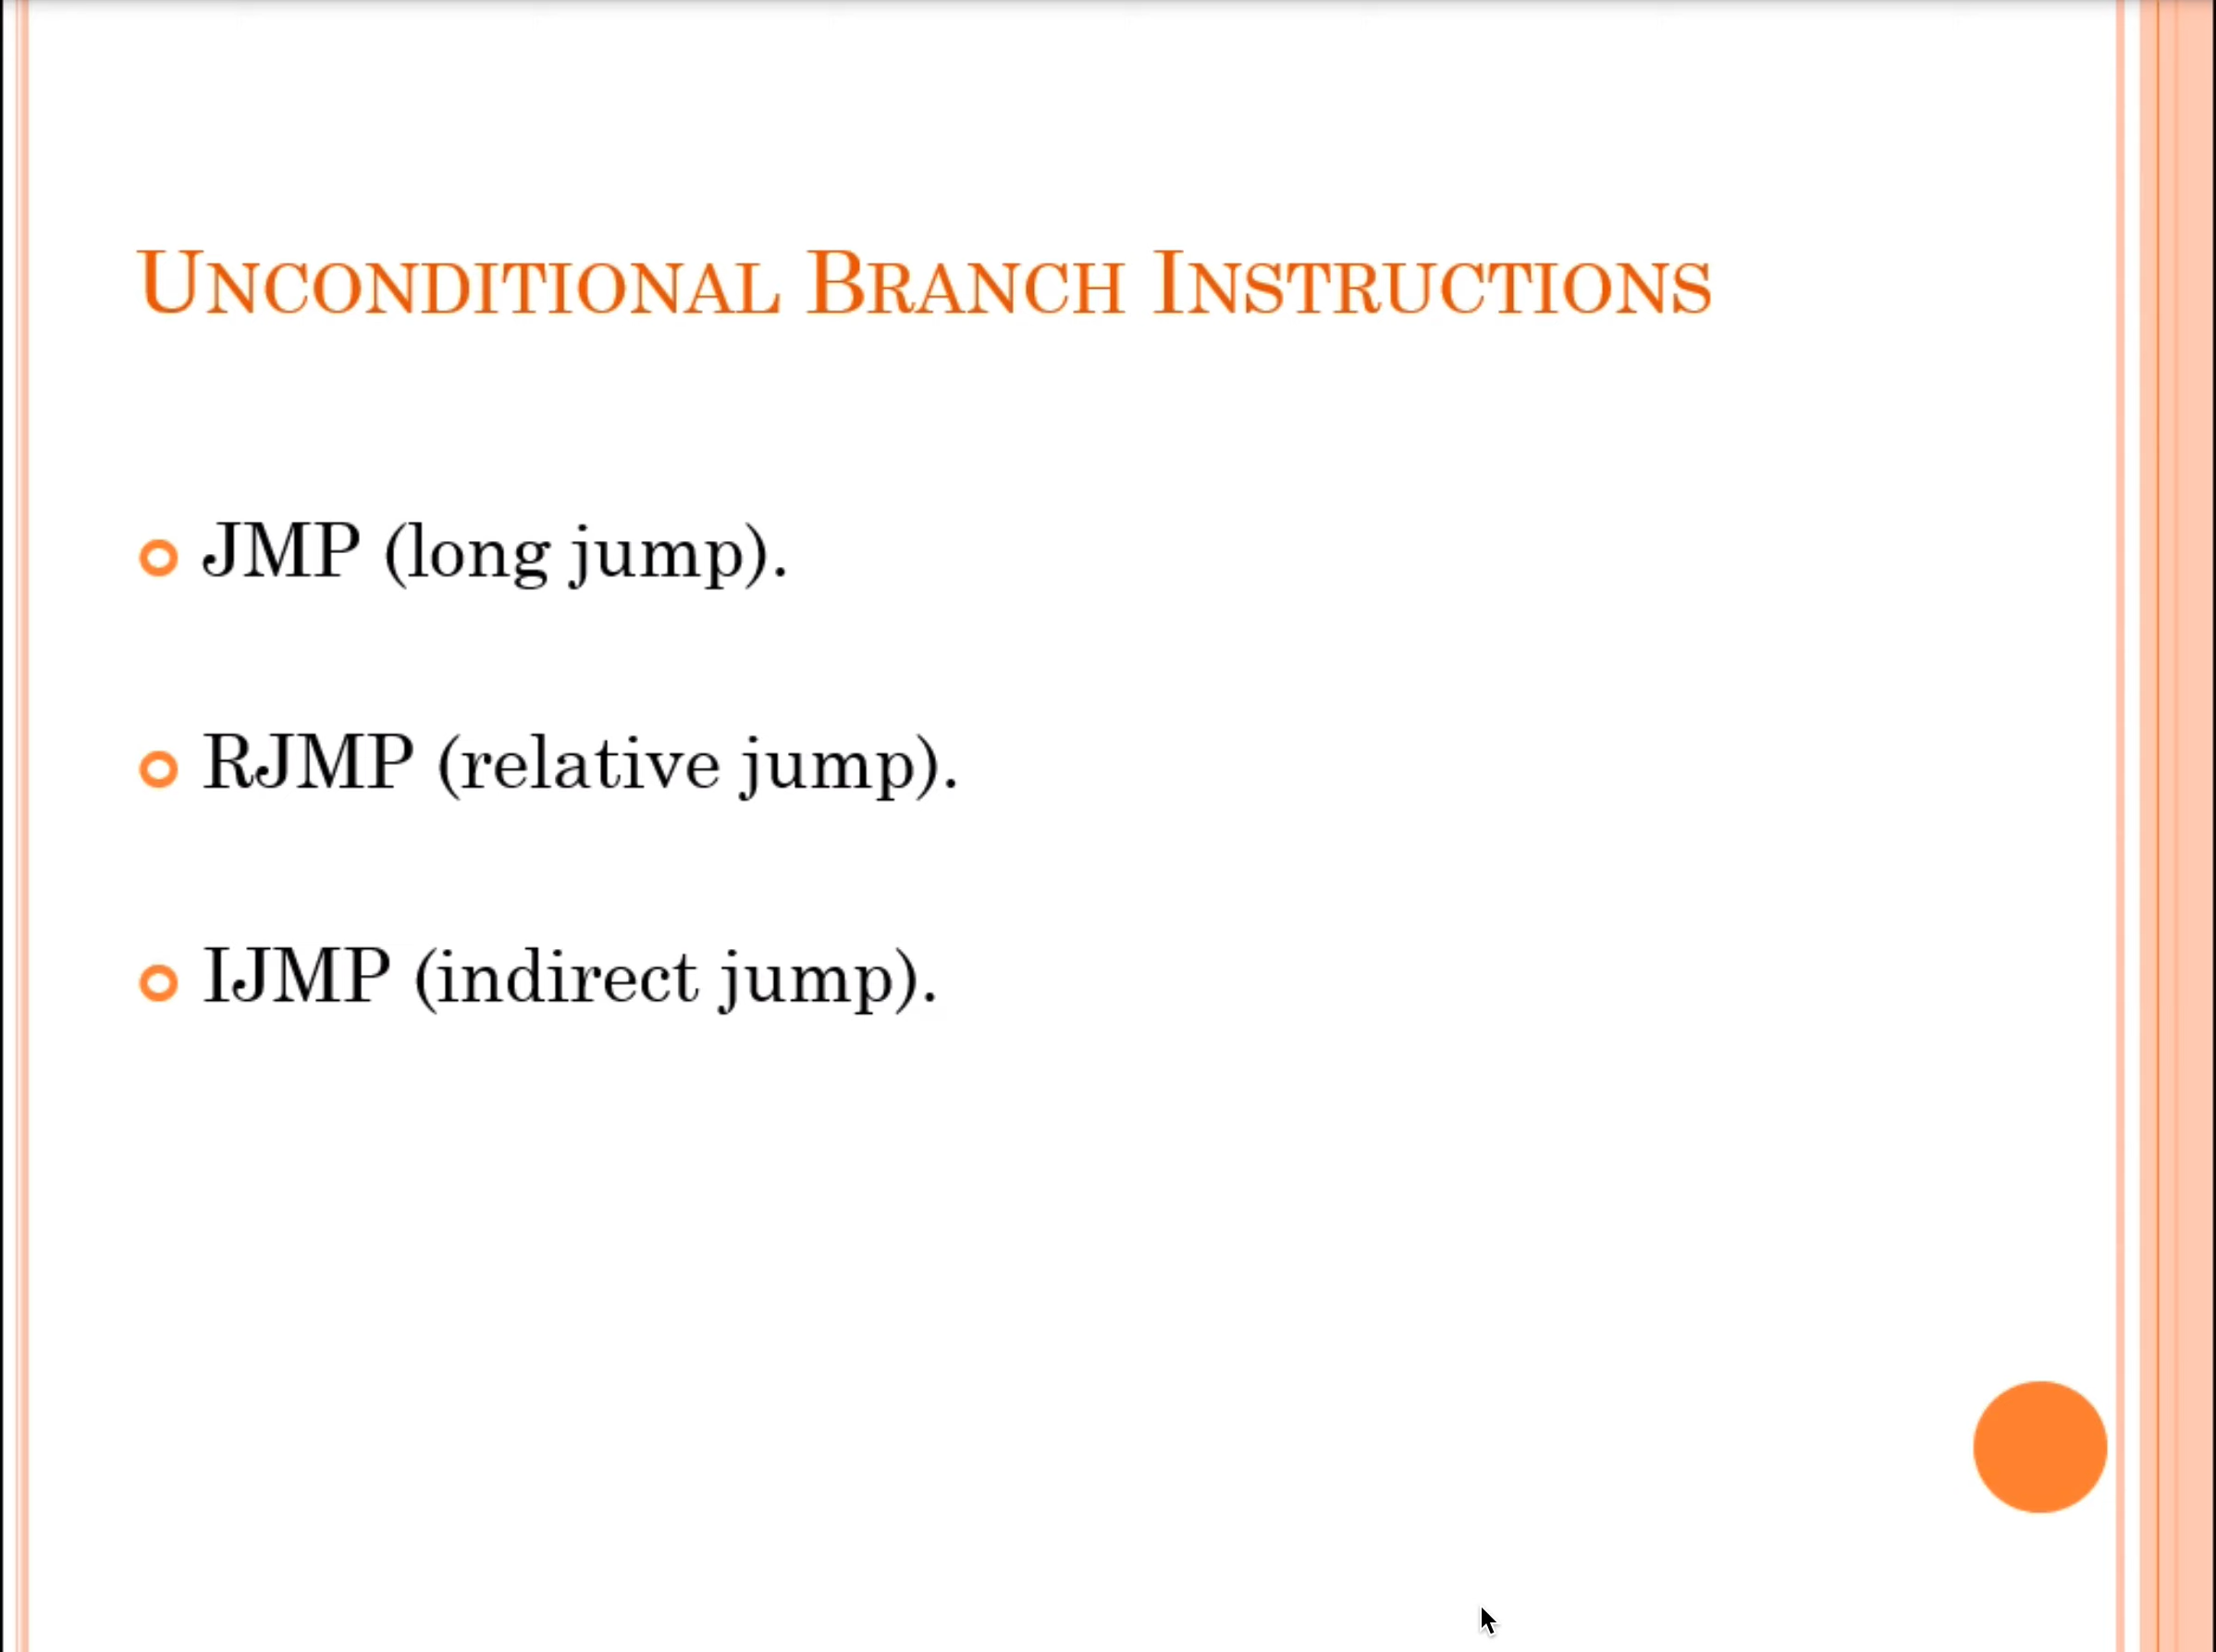 UNCONDITIONAL BRANCH INSTRUCTIONS
JMP (long jump).
RJMP (relative jump).
IJMP (indirect jump).